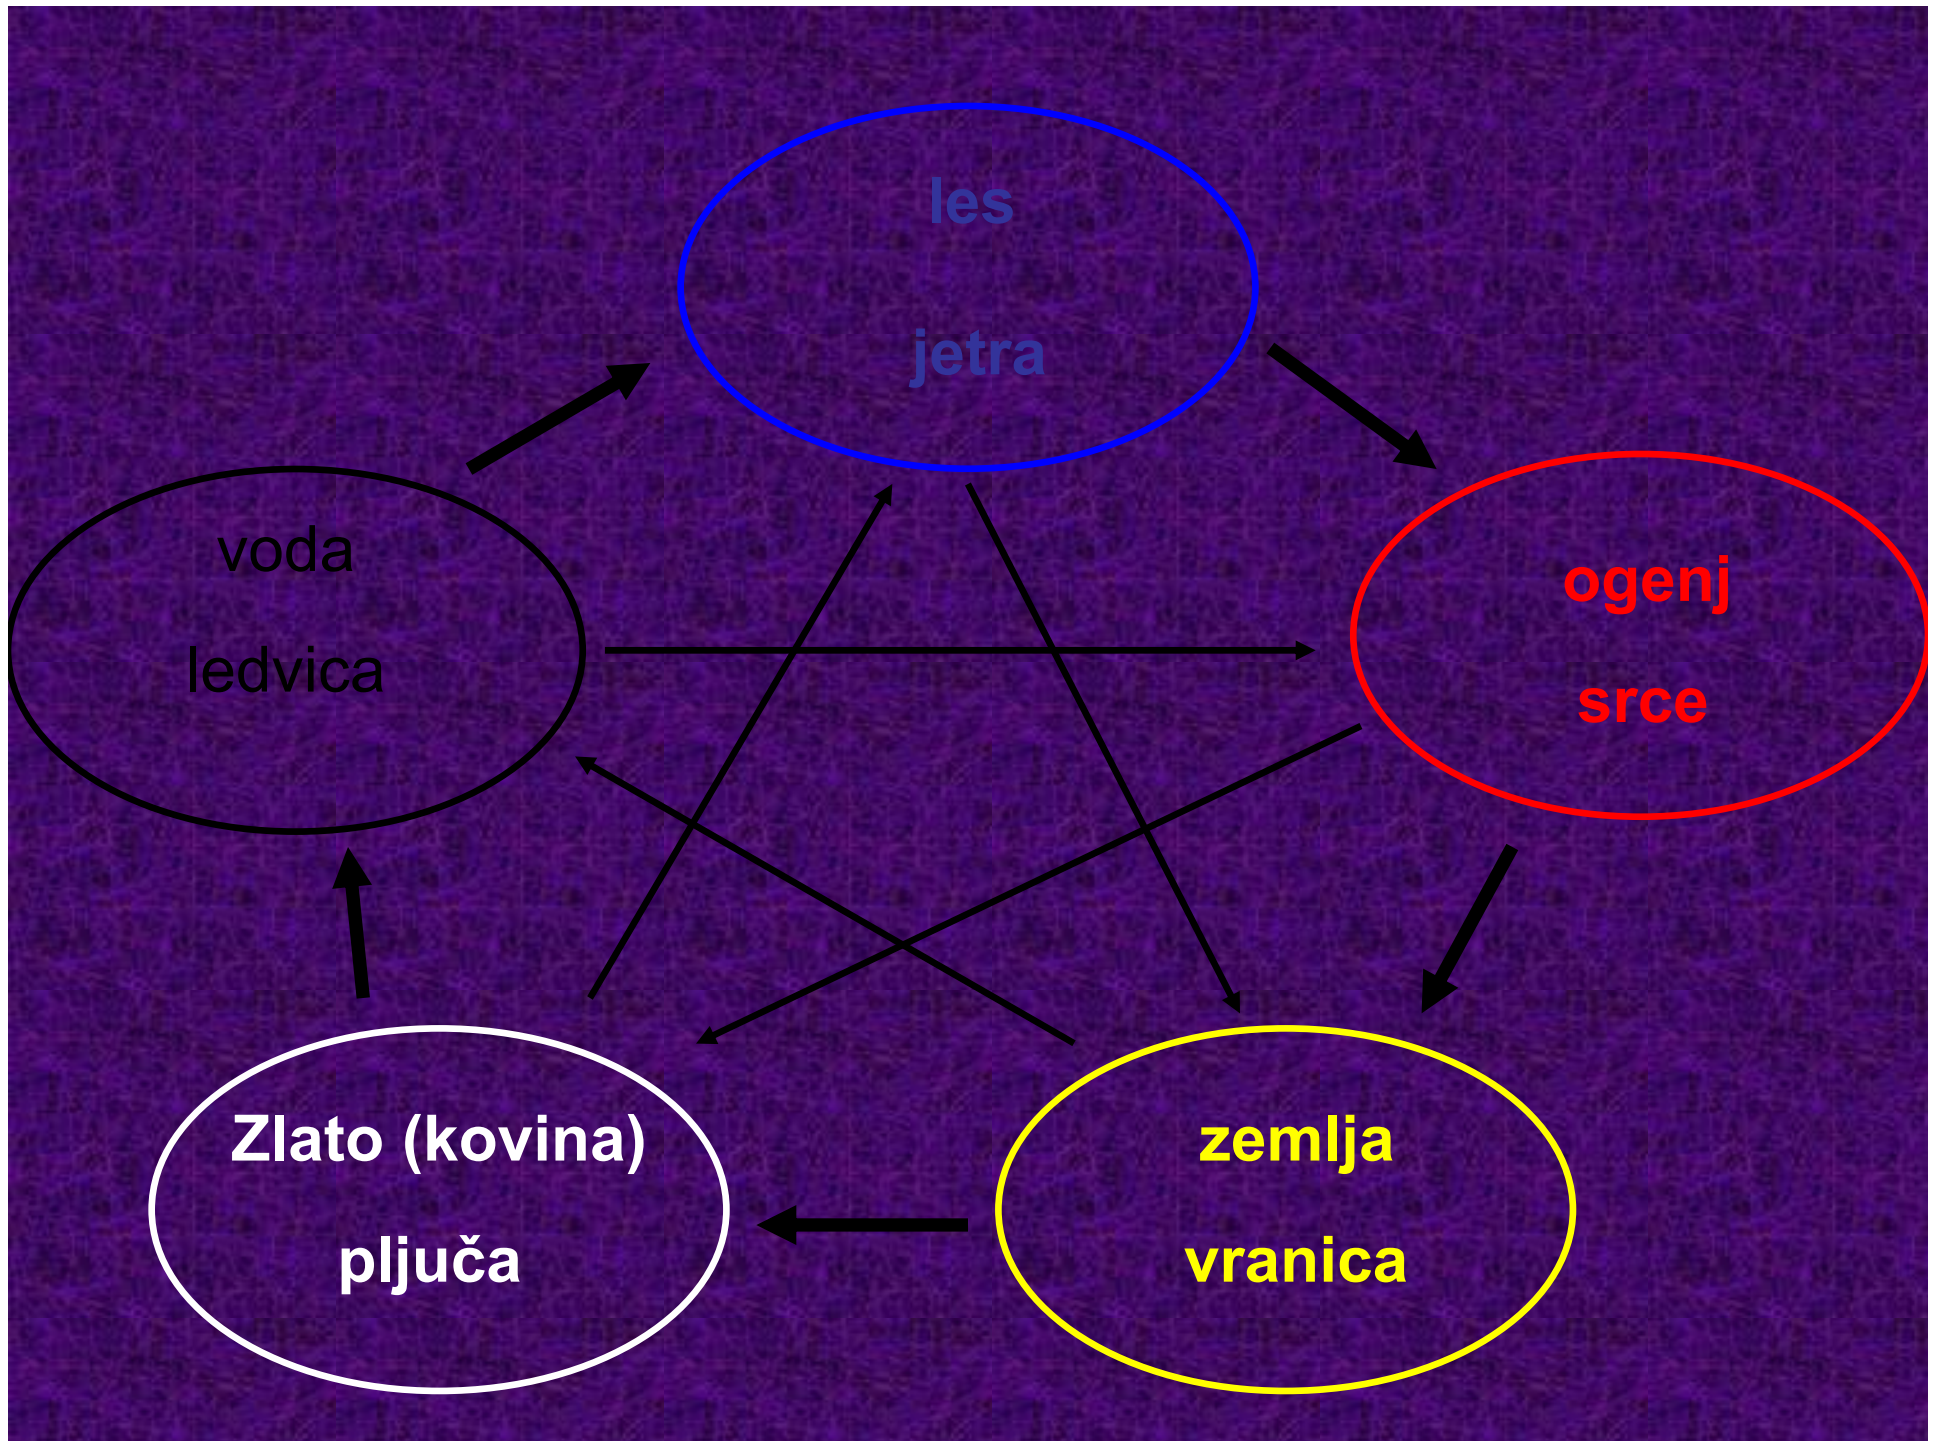 les
jetra
voda
ledvica
ogenj
srce
Zlato (kovina)
pljuča
zemlja
vranica